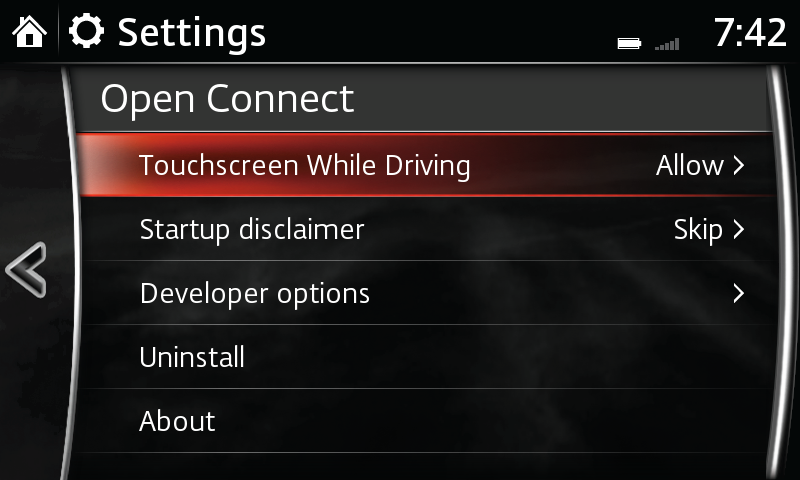 Settings
7:42
Open Connect
Touchscreen While Driving Allow
Startup disclaimer Skip
Developer options
Uninstall
About